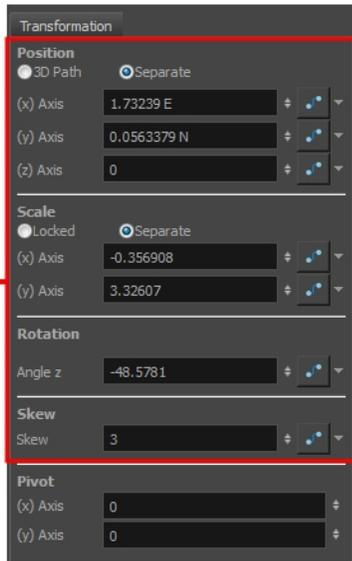 Transformation
Position
3D Path Separate
(x) Axis 1.73239 E
(y) Axis 0.0563379 N
(z) Axis 0
Scale
Locked Separate
(x) Axis -0.356908
(y) Axis 3.32607
Rotation
Angle z -48.5781
Skew
Skew 3
Pivot
(x) Axis 0
(y) Axis 0